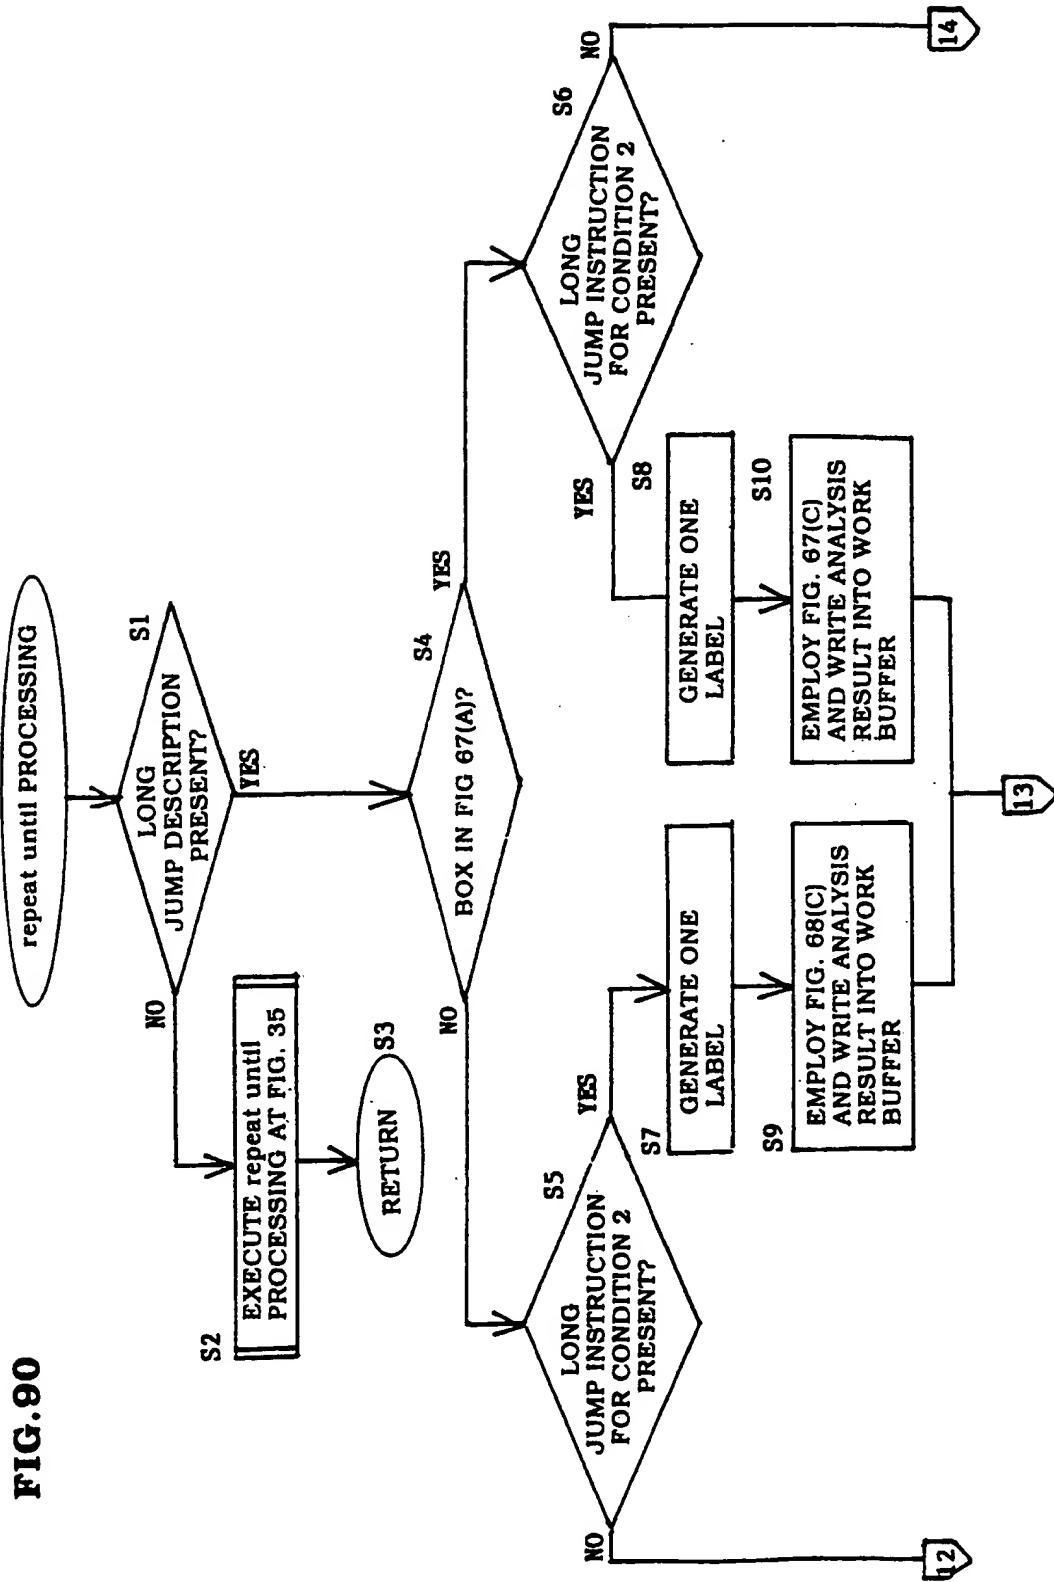 FIG.90
repeat until PROCESSING
S1
LONG
JUMP DESCRIPTION
PRESENT?
NO
YES
S2
EXECUTE repeat until
PROCESSING AT FIG. 35
S3
RETURN
S4
BOX IN FIG 67(A)?
NO
YES
S5
LONG
JUMP INSTRUCTION
FOR CONDITION 2
PRESENT?
NO
YES
S6
LONG
JUMP INSTRUCTION
FOR CONDITION 2
PRESENT?
YES
NO
S7
GENERATE ONE
LABEL
S8
GENERATE ONE
LABEL
S9
EMPLOY FIG. 68(C)
AND WRITE ANALYSIS
RESULT INTO WORK
BUFFER
S10
EMPLOY FIG. 67(C)
AND WRITE ANALYSIS
RESULT INTO WORK
BUFFER
12
13
14